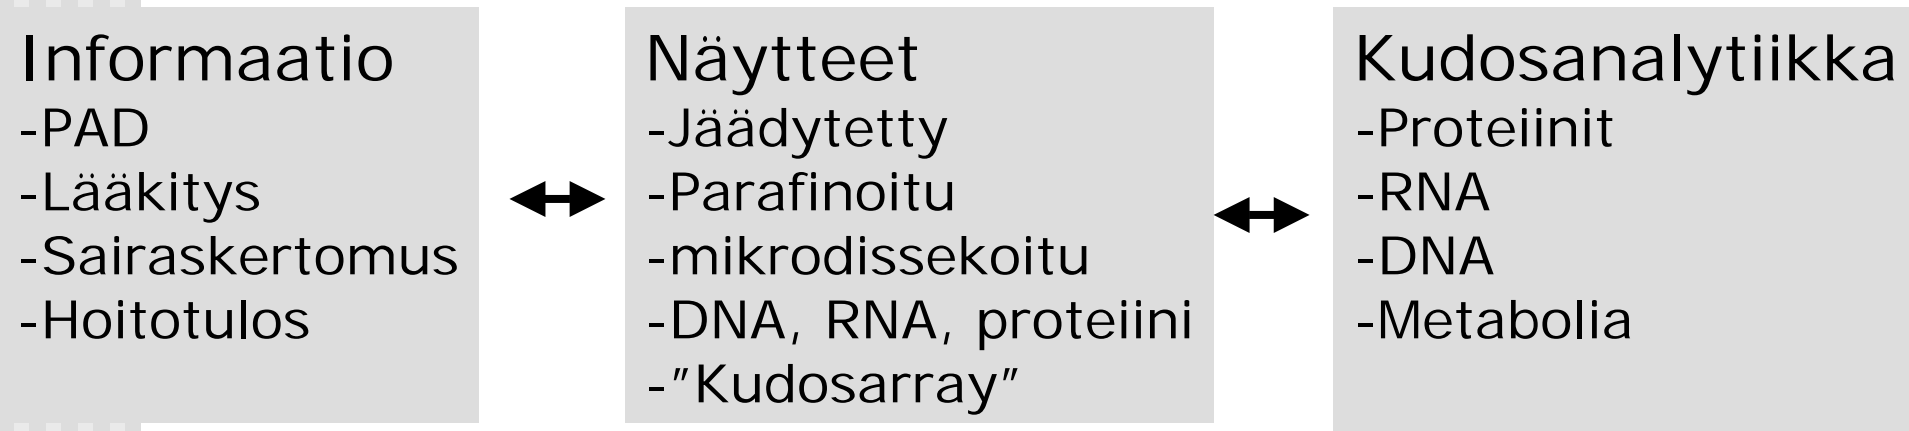 Informaatio
-PAD
-Lääkitys
-Sairaskertomus
-Hoitotulos
Näytteet
-Jäädytetty
-Parafinoitu
-mikrodissekoitu
-DNA, RNA, proteiini
-"Kudosarray"
Kudosanalytiikka
-Proteiinit
-RNA
-DNA
-Metabolia